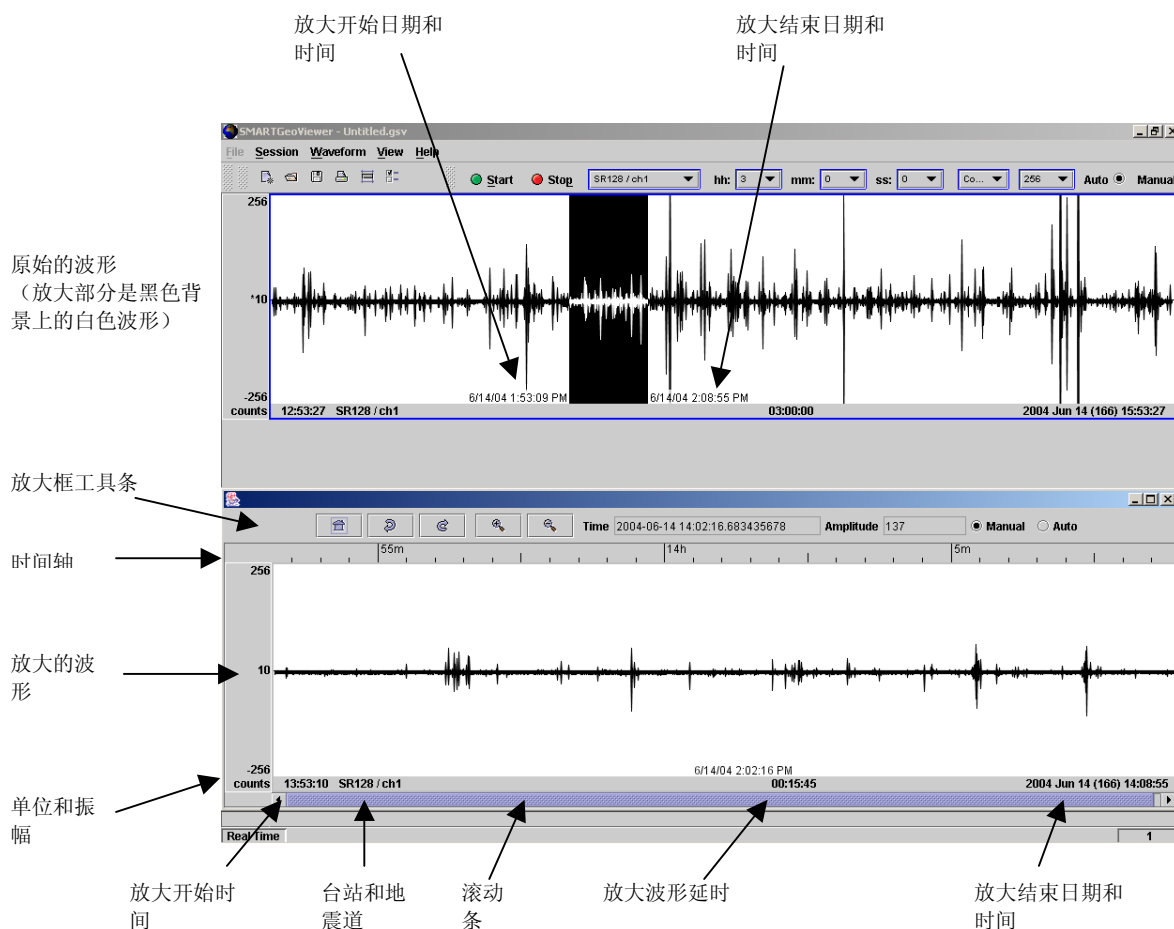 放大开始日期和
时间
放大结束日期和
时间
SMARTGeoViewer - Untitled.gsv
File Session Waveform View Help
Start Stop SR128 / ch1 hh: 3 mm: 0 ss: 0 Co... 256 Auto Manual
256
*10
-256
counts
6/14/04 1:53:09 PM
6/14/04 2:08:55 PM
12:53:27 SR128 / ch1 03:00:00 2004 Jun 14 (166) 15:53:27
原始的波形
（放大部分是黑色背
景上的白色波形）
放大框工具条
Time 2004-06-14 14:02:16.683435678 Amplitude 137 Manual Auto
时间轴
55m 14h 5m
256
10
-256
放大的波
形
6/14/04 2:02:16 PM
counts 13:53:10 SR128 / ch1 00:15:45 2004 Jun 14 (166) 14:08:55
单位和振
幅
Real Time 1
放大开始时
间
台站和地
震道
滚动
条
放大波形延时
放大结束日期和
时间